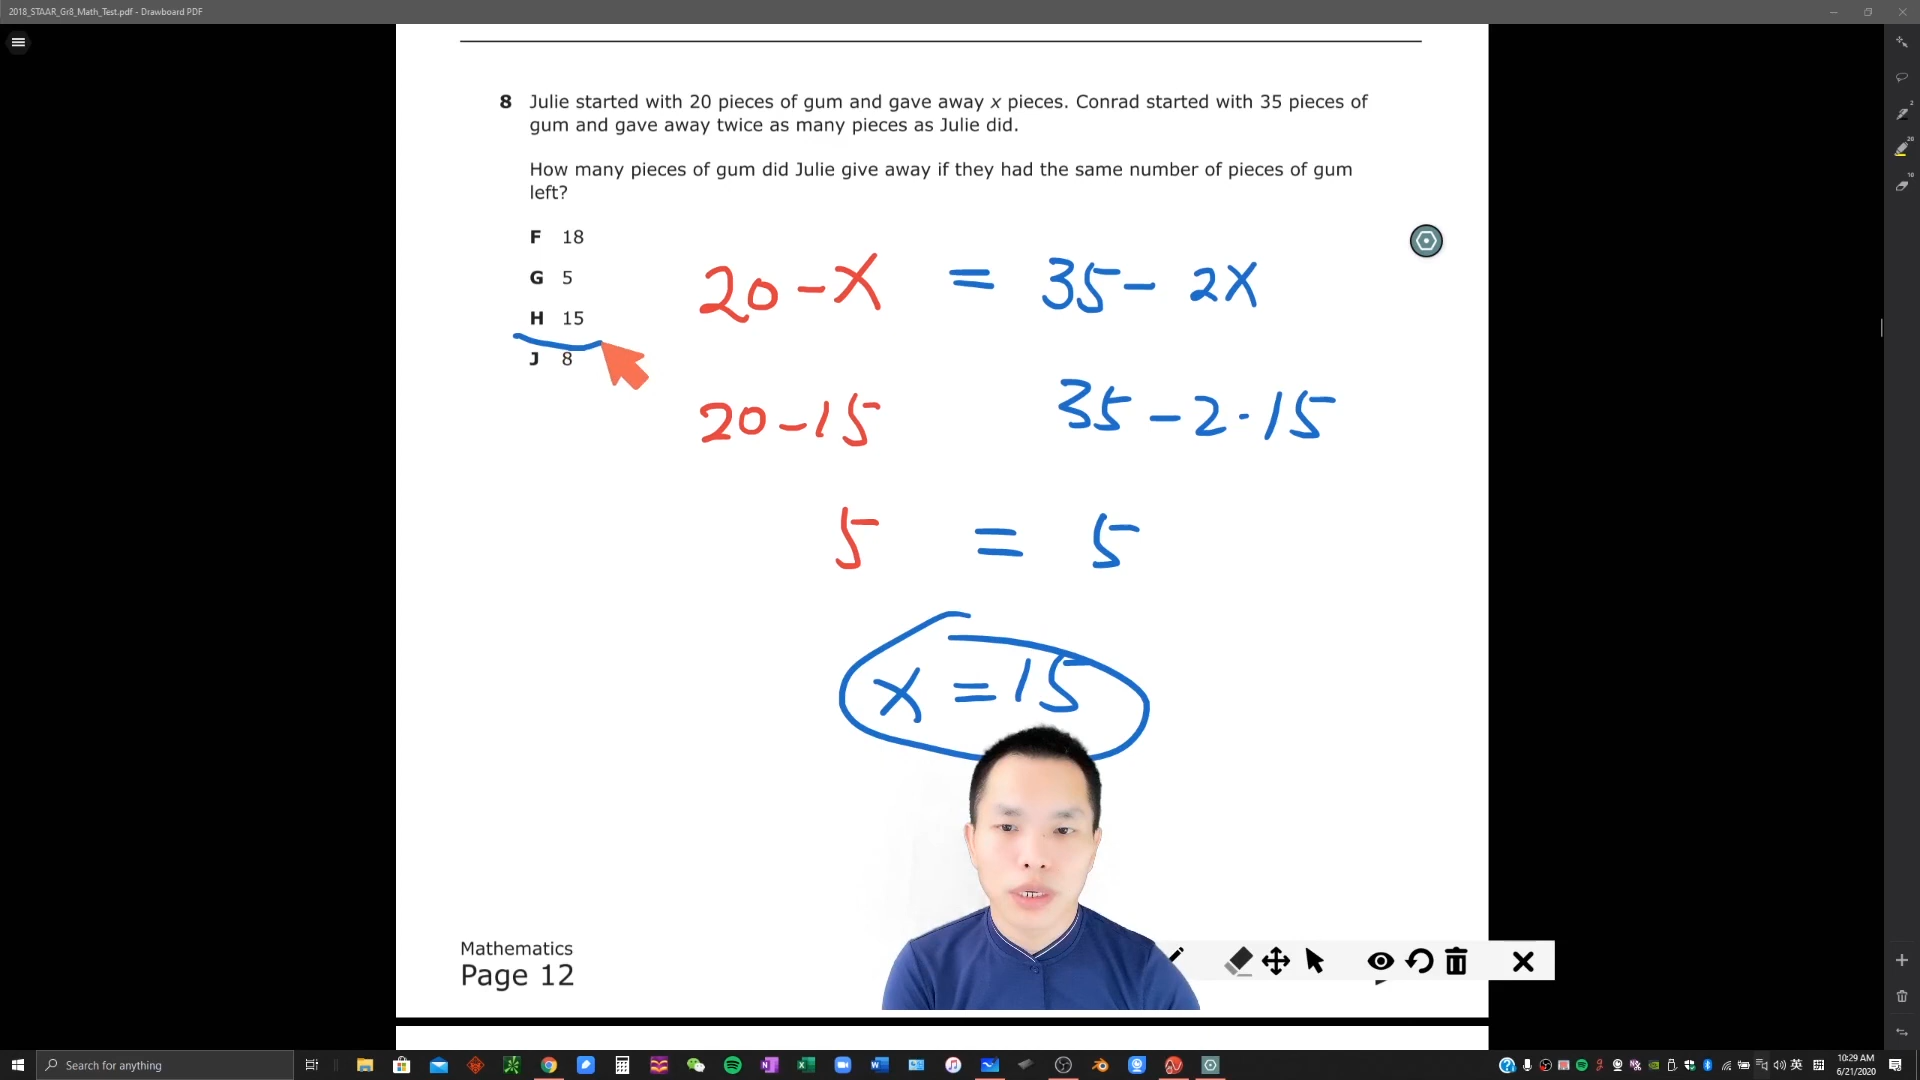 2018_STAAR_Gr8_Math_Test.pdf - Drawboard PDF
8 Julie started with 20 pieces of gum and gave away x pieces. Conrad started with 35 pieces of
gum and gave away twice as many pieces as Julie did.
How many pieces of gum did Julie give away if they had the same number of pieces of gum
left?
F 18
G 5
H 15
J 8
20 - x = 35 - 2x
20 - 15 35 - 2 · 15
5 = 5
x = 15
Mathematics
Page 12
Search for anything
英
10:29 AM
6/21/2020